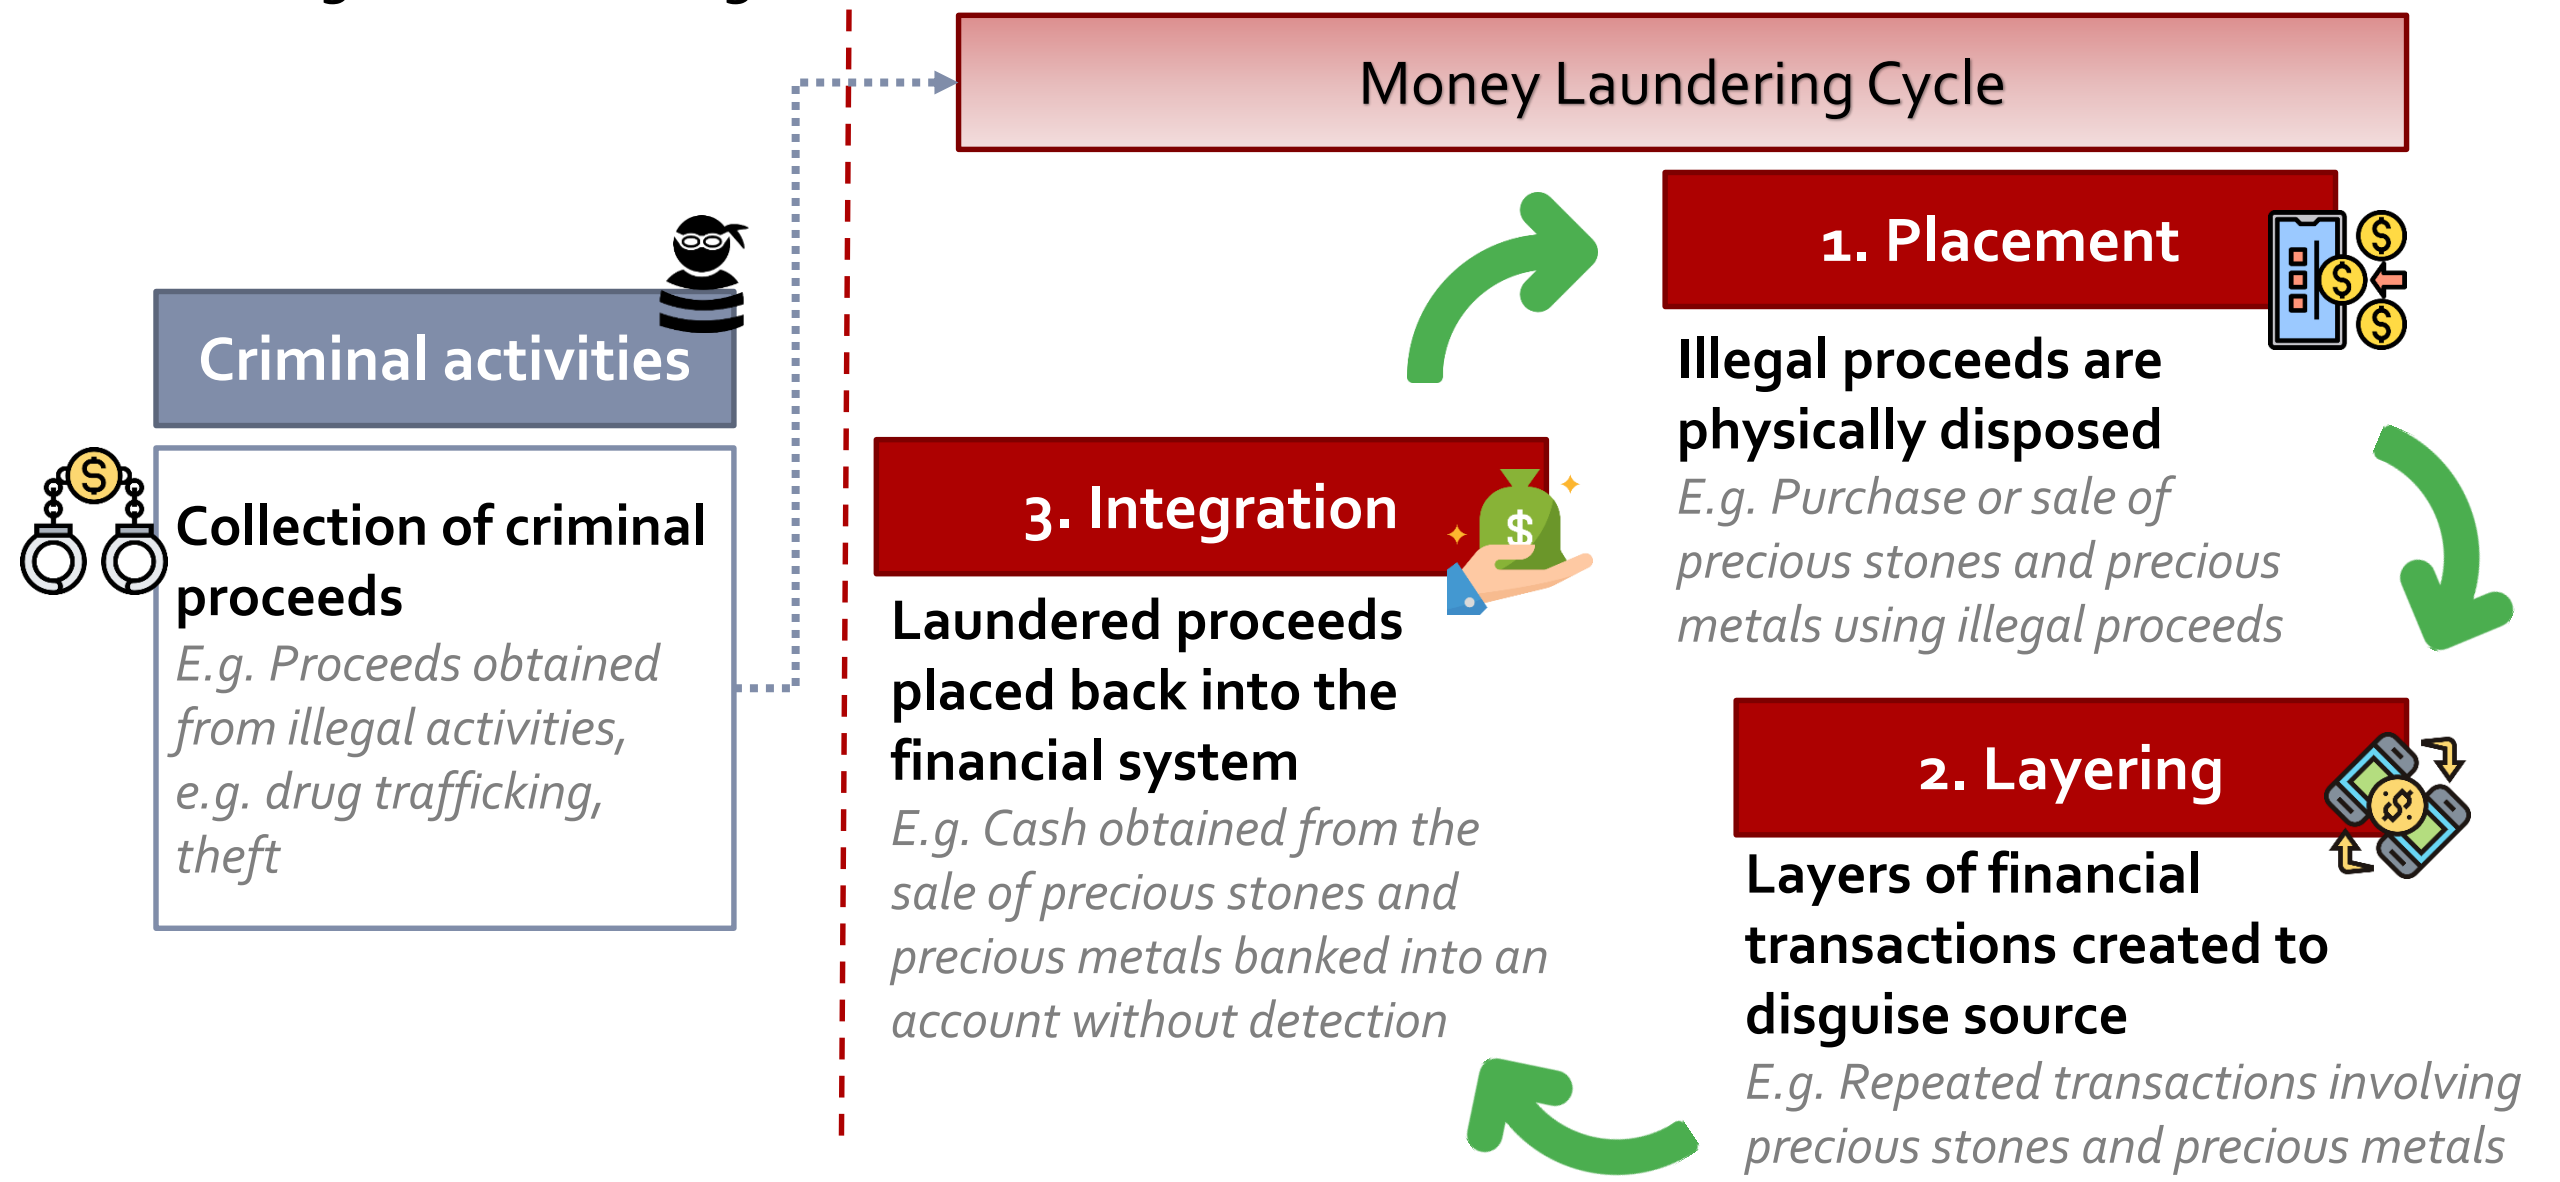 Money Laundering Cycle
Criminal activities
Collection of criminal
proceeds
E.g. Proceeds obtained
from illegal activities,
e.g. drug trafficking,
theft
1. Placement
Illegal proceeds are
physically disposed
E.g. Purchase or sale of
precious stones and precious
metals using illegal proceeds
2. Layering
Layers of financial
transactions created to
disguise source
E.g. Repeated transactions involving
precious stones and precious metals
3. Integration
Laundered proceeds
placed back into the
financial system
E.g. Cash obtained from the
sale of precious stones and
precious metals banked into an
account without detection